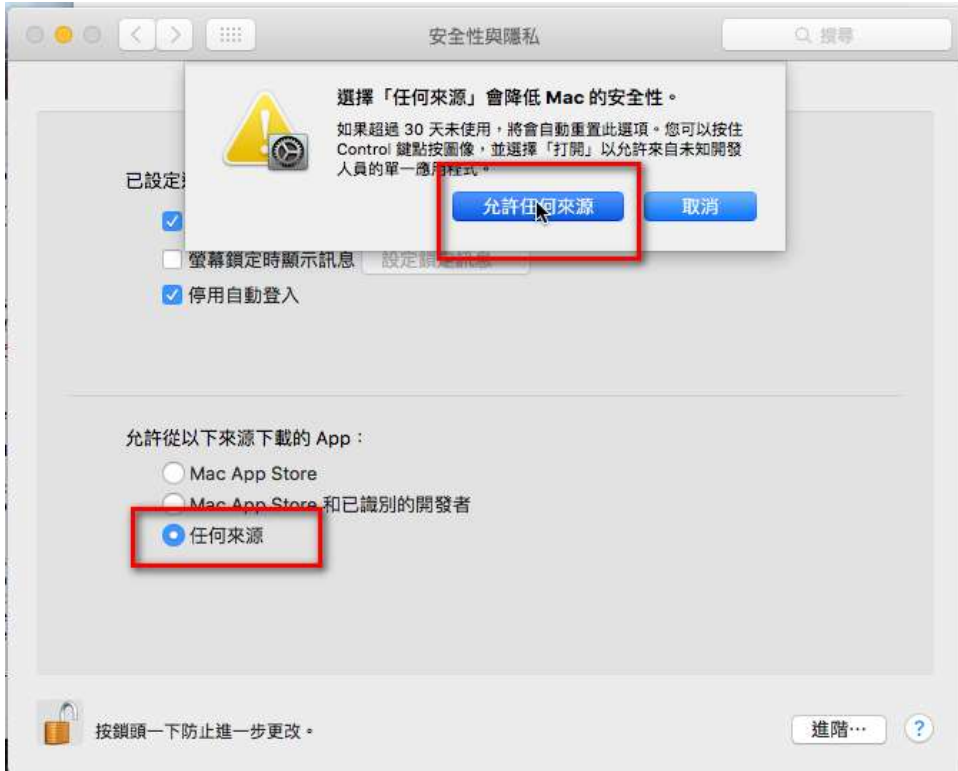 安全性與隱私
搜尋
選擇「任何來源」會降低 Mac 的安全性。
如果超過 30 天未使用,將會自動重置此選項。您可以按住
Control 鍵點按圖像,並選擇「打開」以允許來自未知開發
人員的單一應用程式。
允許任何來源
取消
已設定
螢幕鎖定時顯示訊息
設定鎖定訊息⋯
停用自動登入
允許從以下來源下載的 App:
Mac App Store
Mac App Store 和已識別的開發者
任何來源
按鎖頭一下防止進一步更改。
進階⋯
?